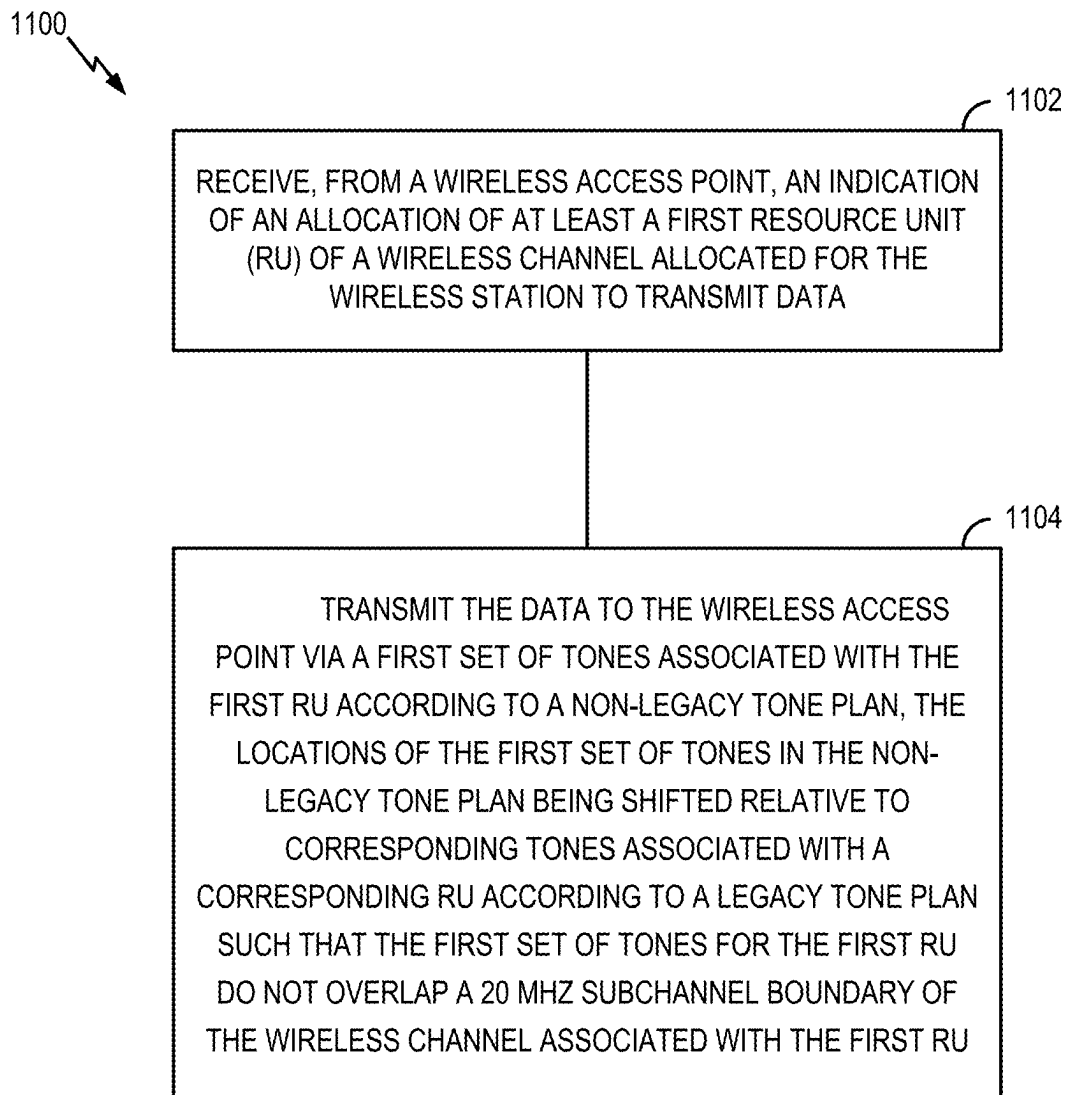 1100
1102
RECEIVE, FROM A WIRELESS ACCESS POINT, AN INDICATION
OF AN ALLOCATION OF AT LEAST A FIRST RESOURCE UNIT
(RU) OF A WIRELESS CHANNEL ALLOCATED FOR THE
WIRELESS STATION TO TRANSMIT DATA
1104
TRANSMIT THE DATA TO THE WIRELESS ACCESS
POINT VIA A FIRST SET OF TONES ASSOCIATED WITH THE
FIRST RU ACCORDING TO A NON-LEGACY TONE PLAN, THE
LOCATIONS OF THE FIRST SET OF TONES IN THE NON-
LEGACY TONE PLAN BEING SHIFTED RELATIVE TO
CORRESPONDING TONES ASSOCIATED WITH A
CORRESPONDING RU ACCORDING TO A LEGACY TONE PLAN
SUCH THAT THE FIRST SET OF TONES FOR THE FIRST RU
DO NOT OVERLAP A 20 MHZ SUBCHANNEL BOUNDARY OF
THE WIRELESS CHANNEL ASSOCIATED WITH THE FIRST RU